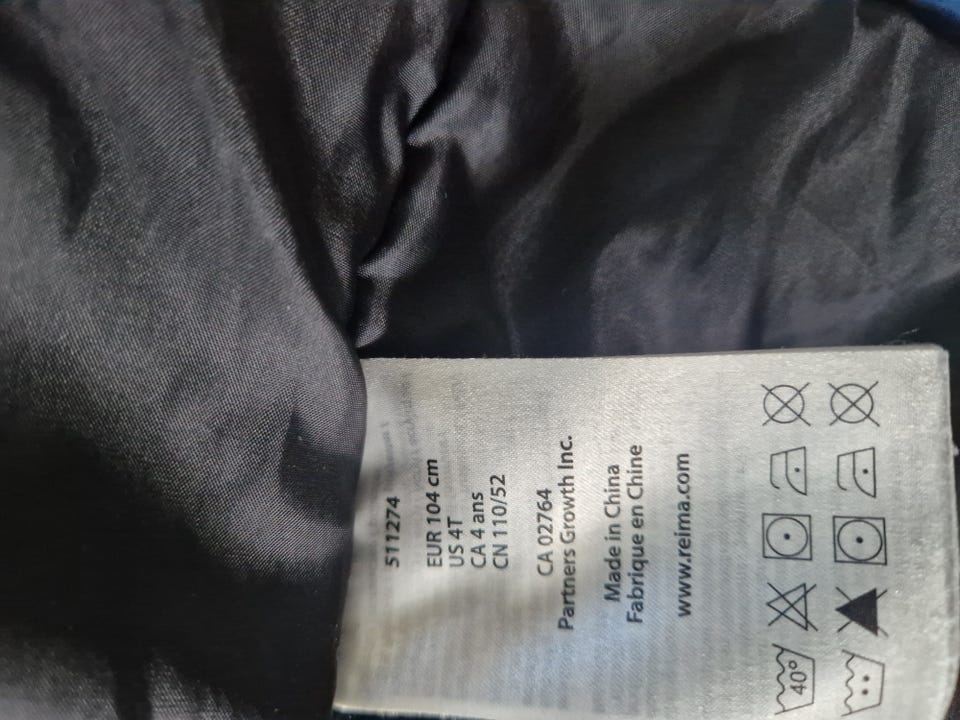 511274
EUR 104 cm
US 4T
CA 4 ans
CN 110/52
CA 02764
Partners Growth Inc.
Made in China
Fabrique en Chine
www.reima.com
40°